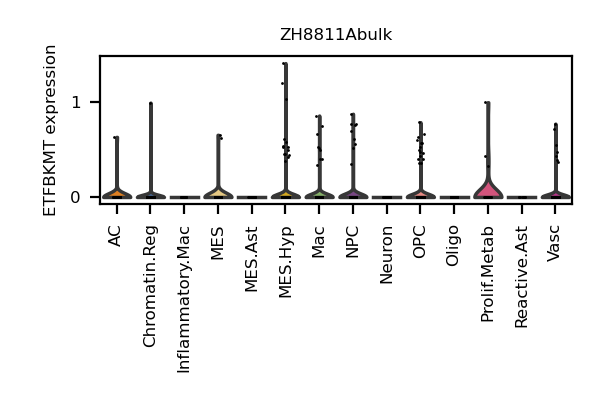 ZH8811Abulk
ETFBKMT expression
1
0
AC
Chromatin.Reg
Inflammatory.Mac
MES
MES.Ast
MES.Hyp
Mac
NPC
Neuron
OPC
Oligo
Prolif.Metab
Reactive.Ast
Vasc